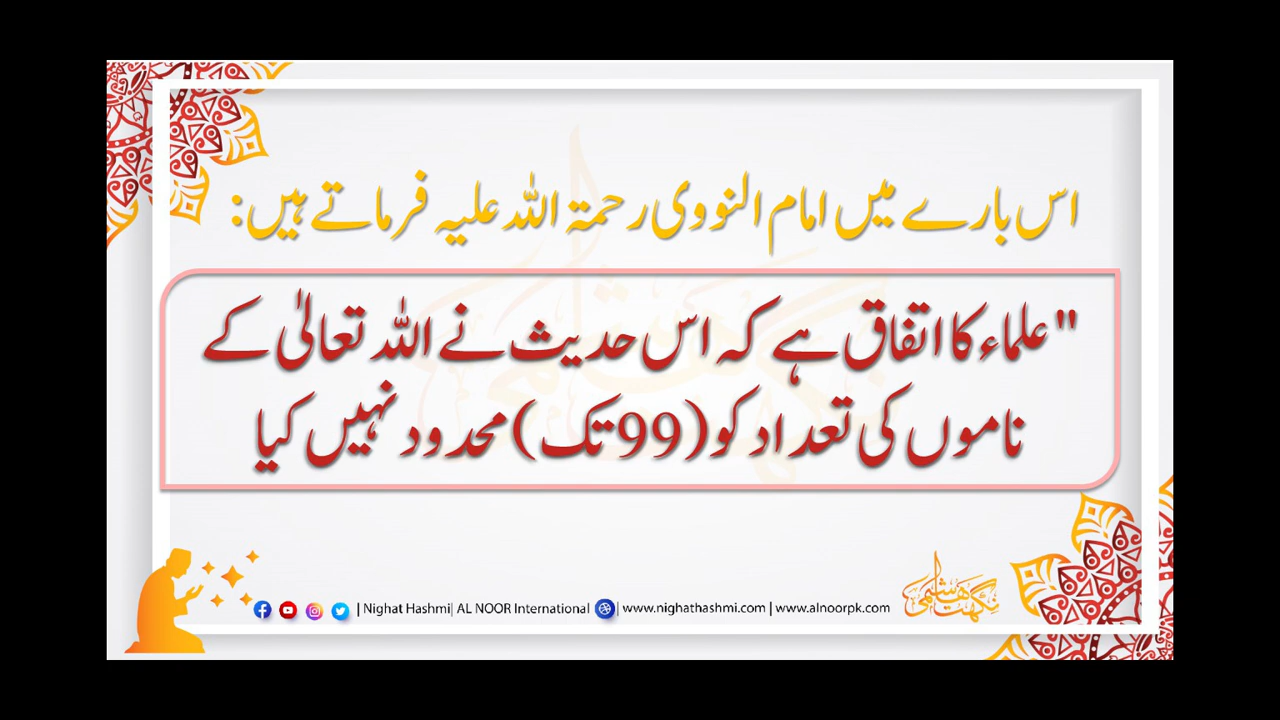 اس بارے میں امام النووی رحمۃ اللہ علیہ فرماتے ہیں:
"علماء کا اتفاق ہے کہ اس حدیث نے اللہ تعالیٰ کے
ناموں کی تعداد کو (99 تک) محدود نہیں کیا
| Nighat Hashmi| AL NOOR International | www.nighathashmi.com | www.alnoorpk.com
نگہت ہاشمی